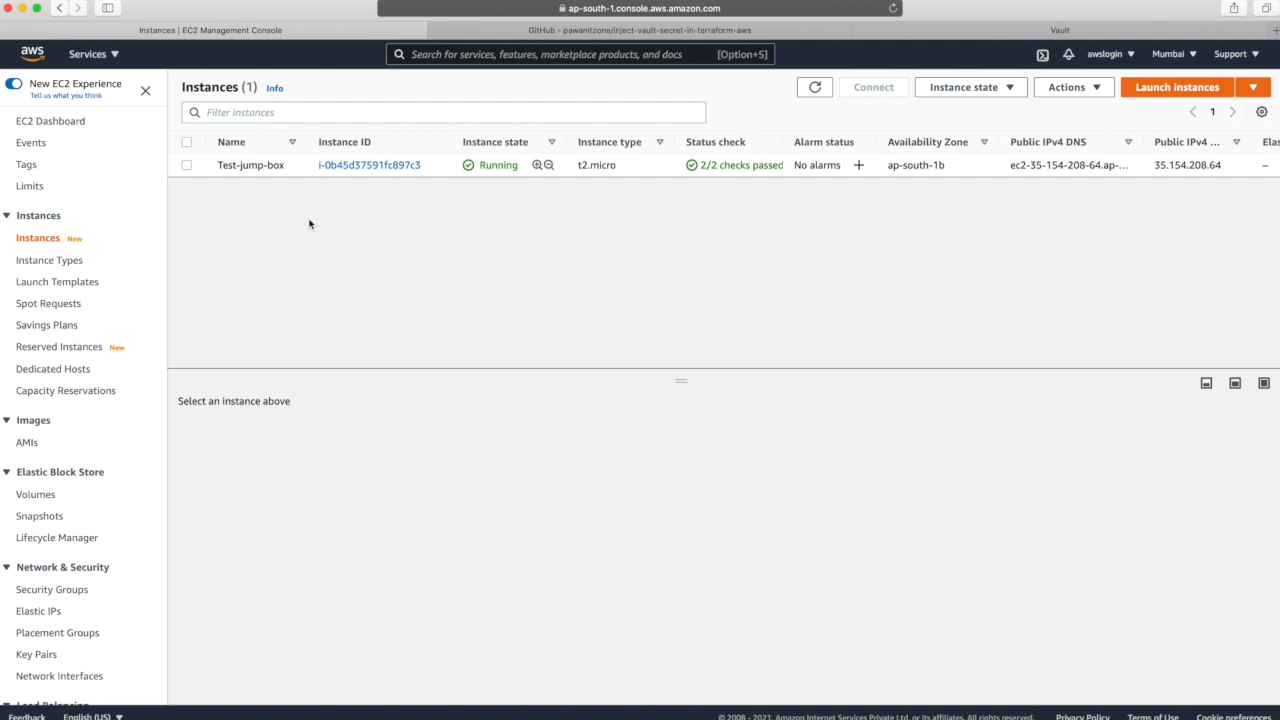 ap-south-1.console.aws.amazon.com
Instances | EC2 Management Console
GitHub - pawanitzone/inject-vault-secret-in-terraform-aws
Vault
aws
Services
Search for services, features, marketplace products, and docs [Option+S]
awslogin
Mumbai
Support
New EC2 Experience
Tell us what you think
EC2 Dashboard
Events
Tags
Limits
Instances
Instances New
Instance Types
Launch Templates
Spot Requests
Savings Plans
Reserved Instances New
Dedicated Hosts
Capacity Reservations
Images
AMIs
Elastic Block Store
Volumes
Snapshots
Lifecycle Manager
Network & Security
Security Groups
Elastic IPs
Placement Groups
Key Pairs
Network Interfaces
Load Balancing
Instances (1) Info
Connect
Instance state
Actions
Launch instances
Filter instances
1
Name Instance ID Instance state Instance type Status check Alarm status Availability Zone Public IPv4 DNS Public IPv4 ... Elas
Test-jump-box i-0b45d37591fc897c3 Running t2.micro 2/2 checks passed No alarms + ap-south-1b ec2-35-154-208-64.ap-... 35.154.208.64 –
Select an instance above
Feedback English (US) © 2008 - 2021, Amazon Internet Services Private Ltd. or its affiliates. All rights reserved. Privacy Policy Terms of Use Cookie preferences